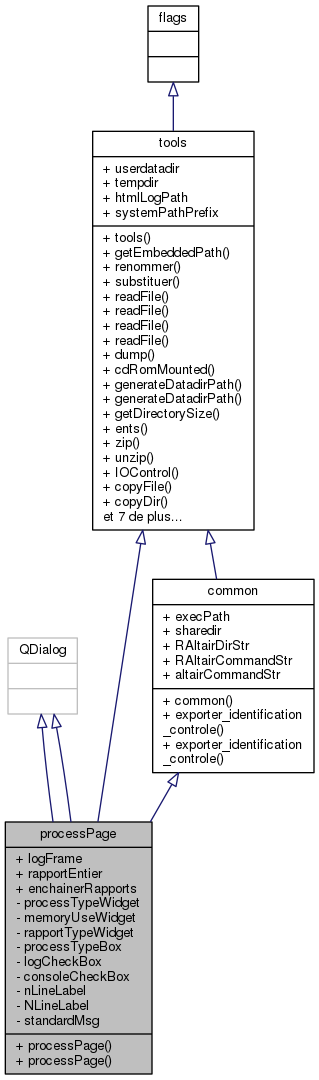 flags
tools
+ userdatadir
+ tempdir
+ htmlLogPath
+ systemPathPrefix
+ tools()
+ getEmbeddedPath()
+ renommer()
+ substituer()
+ readFile()
+ readFile()
+ readFile()
+ readFile()
+ dump()
+ cdRomMounted()
+ generateDatadirPath()
+ generateDatadirPath()
+ getDirectorySize()
+ ents()
+ zip()
+ unzip()
+ IOControl()
+ copyFile()
+ copyDir()
et 7 de plus...
common
+ execPath
+ sharedir
+ RAltairDirStr
+ RAltairCommandStr
+ altairCommandStr
+ common()
+ exporter_identification
_controle()
+ exporter_identification
_controle()
QDialog
processPage
+ logFrame
+ rapportEntier
+ enchainerRapports
- processTypeWidget
- memoryUseWidget
- rapportTypeWidget
- processTypeBox
- logCheckBox
- consoleCheckBox
- nLineLabel
- NLineLabel
- standardMsg
+ processPage()
+ processPage()